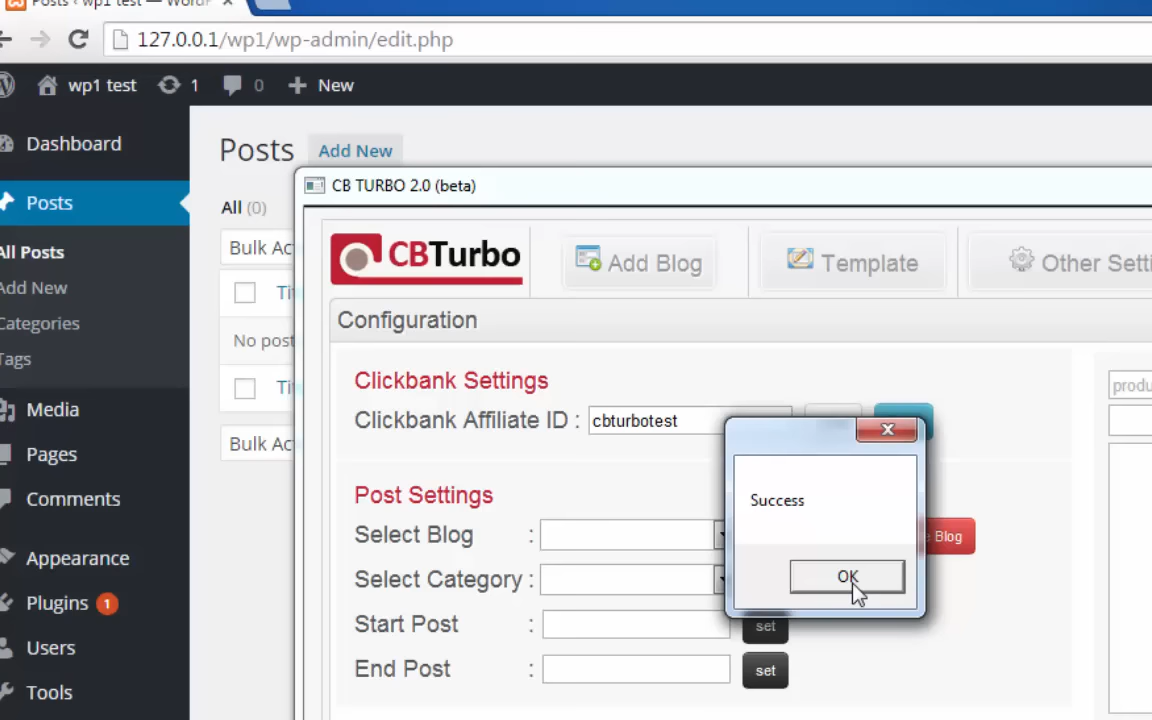 Posts ‹ wp1 test — WordP
127.0.0.1/wp1/wp-admin/edit.php
wp1 test 1 0 New
Dashboard
Posts
All Posts
Add New
Categories
Tags
Media
Pages
Comments
Appearance
Plugins 1
Users
Tools
Posts Add New
All (0)
Bulk Ac
Tit
No post
Tit
Bulk Ac
CB TURBO 2.0 (beta)
CBTurbo Add Blog Template Other Setti
Configuration
Clickbank Settings
Clickbank Affiliate ID : cbturbotest
produ
Post Settings
Select Blog : e Blog
Select Category :
Start Post : set
End Post : set
Success
OK